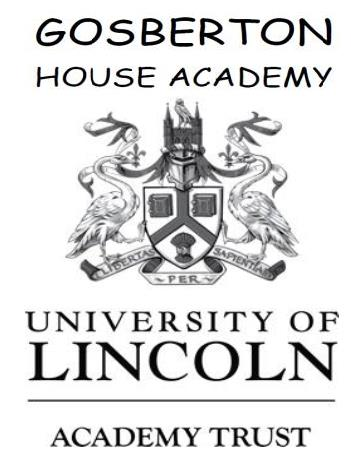 GOSBERTON
HOUSE ACADEMY
LIBERTAS PER SAPIENTIAM
UNIVERSITY OF
LINCOLN
ACADEMY TRUST